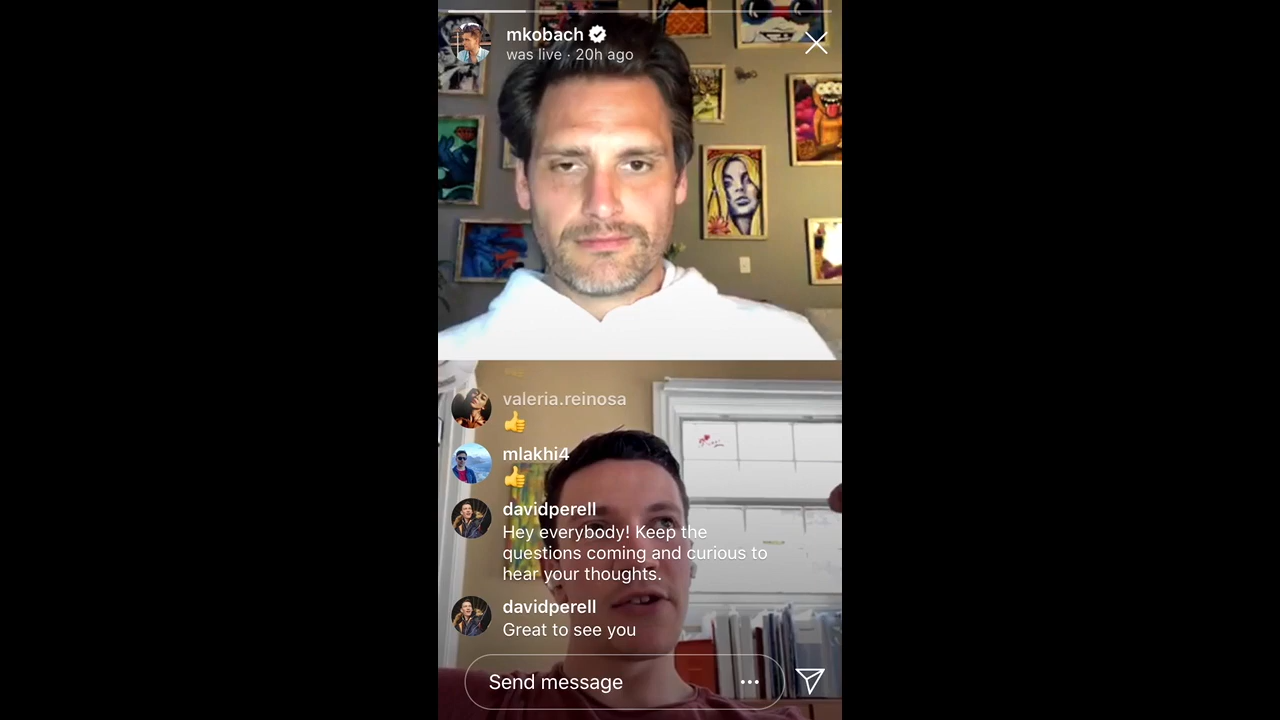 mkobach
was live · 20h ago
valeria.reinosa
👍
mlakhi4
👍
davidperell
Hey everybody! Keep the
questions coming and curious to
hear your thoughts.
davidperell
Great to see you
Send message